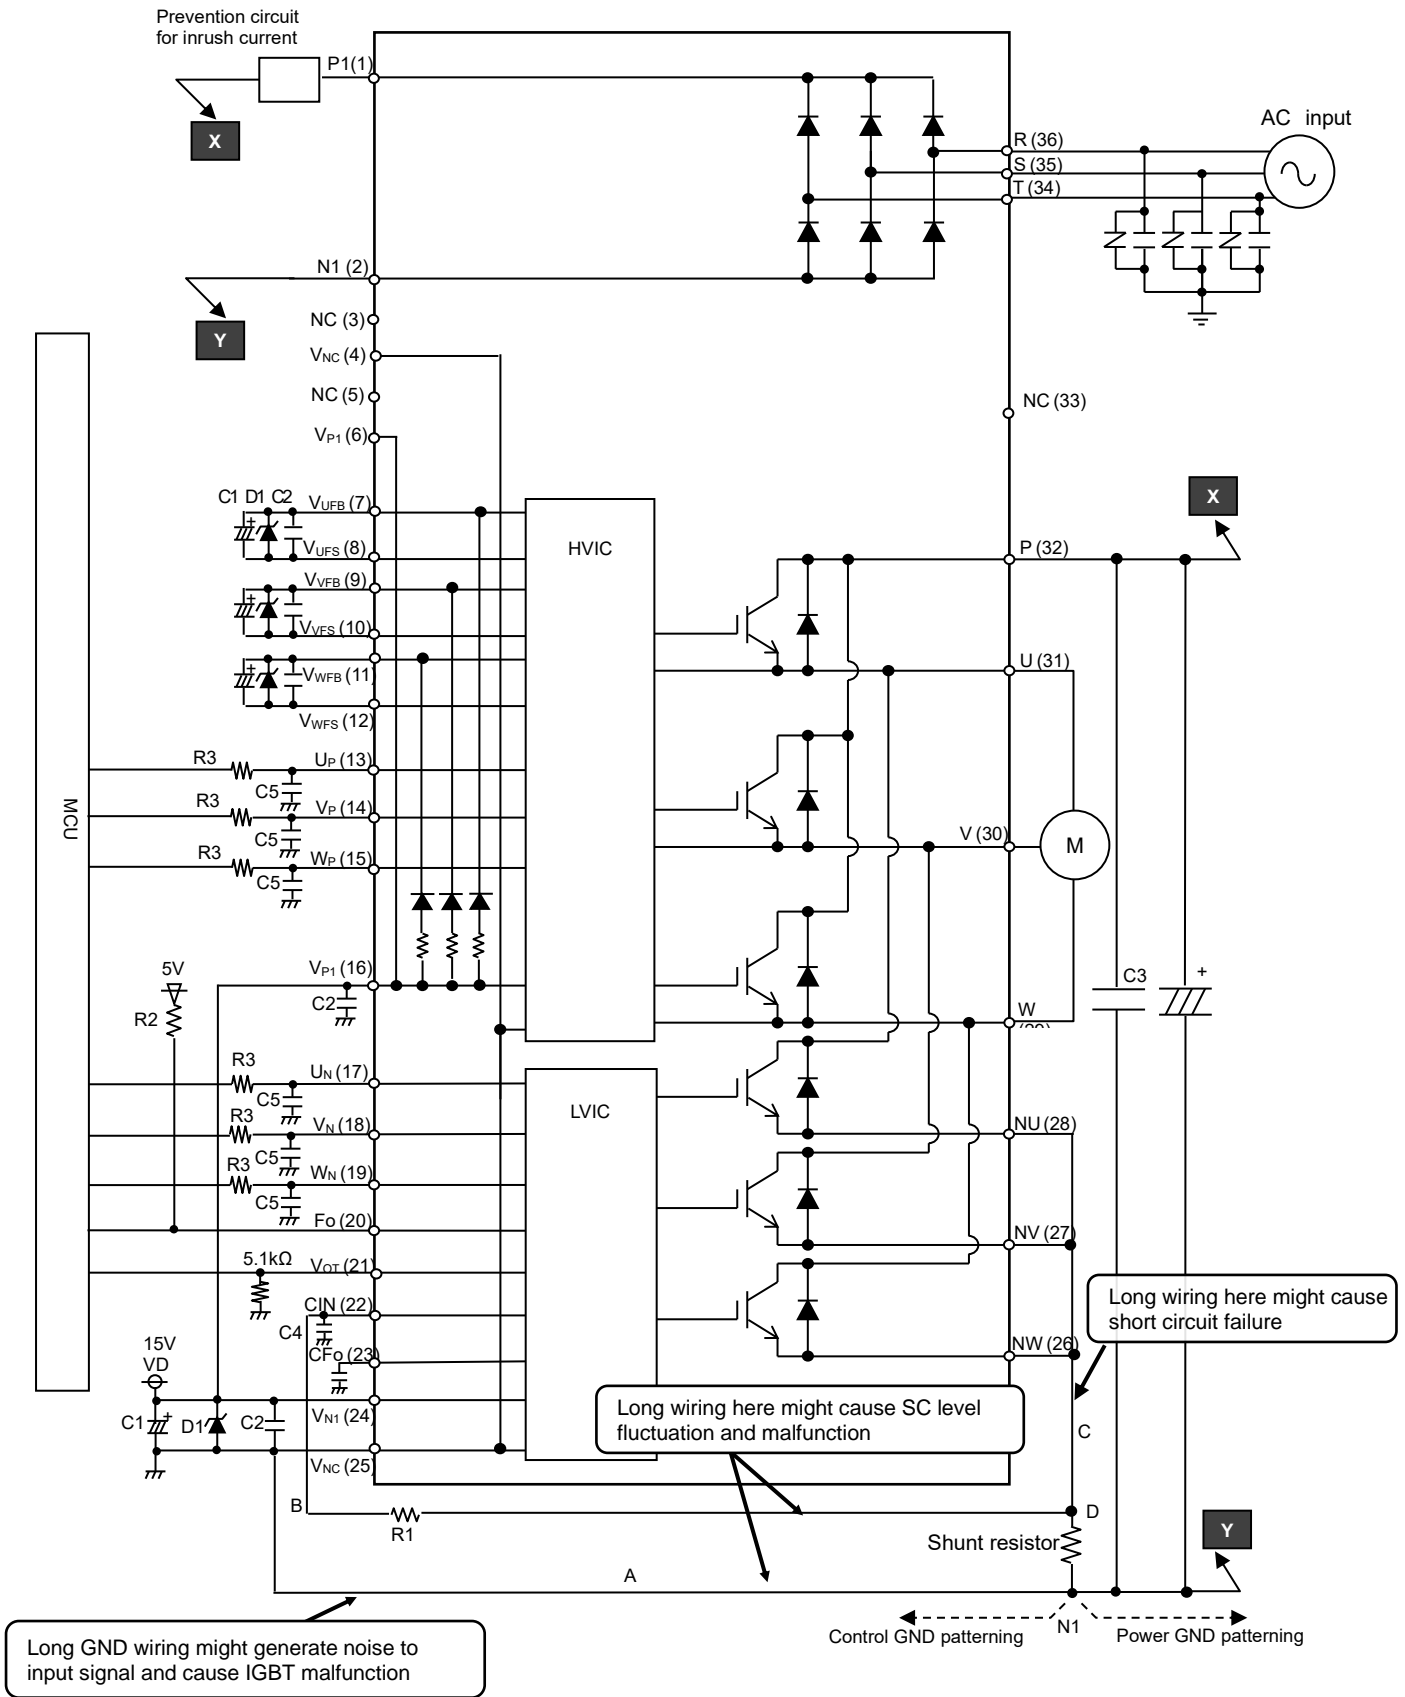 Prevention circuit
for inrush current
P1(1)
X
AC input
R (36)
S (35)
T (34)
N1 (2)
Y
NC (3)
VNC (4)
NC (5)
VP1 (6)
NC (33)
C1 D1 C2
VUFB (7)
VUFS (8)
VVFB (9)
VVFS (10)
VWFB (11)
VWFS (12)
HVIC
X
P (32)
U (31)
V (30)
M
W
MCU
R3
UP (13)
C5
R3
VP (14)
C5
R3
WP (15)
C5
5V
R2
VP1 (16)
C2
C3
+
R3
UN (17)
C5
R3
VN (18)
C5
R3
WN (19)
C5
Fo (20)
5.1kΩ
VOT (21)
CIN (22)
C4
CFo (23)
LVIC
NU (28)
NV (27)
NW (26)
Long wiring here might cause
short circuit failure
15V
VD
C1
+
D1
C2
VN1 (24)
VNC (25)
Long wiring here might cause SC level
fluctuation and malfunction
C
B
R1
D
Shunt resistor
Y
A
N1
Control GND patterning
Power GND patterning
Long GND wiring might generate noise to
input signal and cause IGBT malfunction